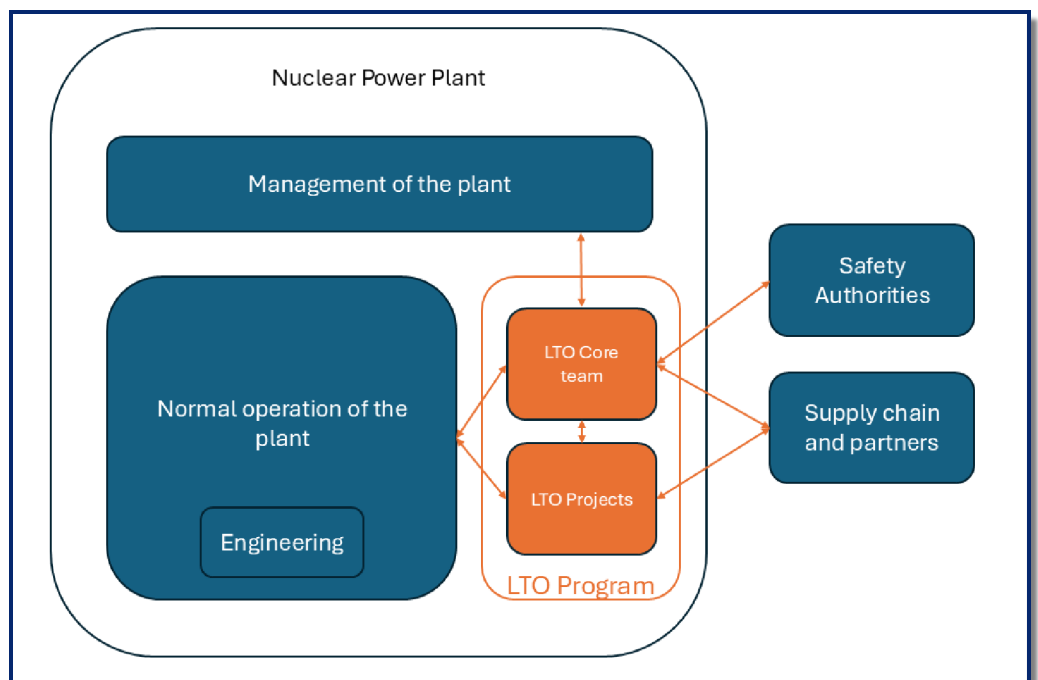 Nuclear Power Plant
Management of the plant
Normal operation of the
plant
Engineering
LTO Core
team
LTO Projects
LTO Program
Safety
Authorities
Supply chain
and partners